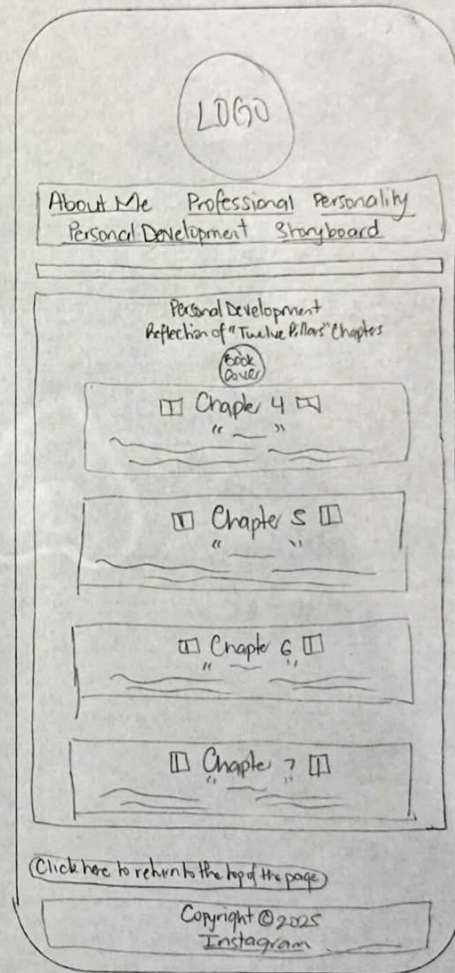 LOGO
About Me Professional Personality
Personal Development Storyboard
Personal Development
Reflection of "Twelve Pillars" Chapters
Book
Cover
Chapter 4
"
"
Chapter 5
"
"
Chapter 6
"
"
Chapter 7
"
"
Click here to return to the top of the page
Copyright © 2025
Instagram